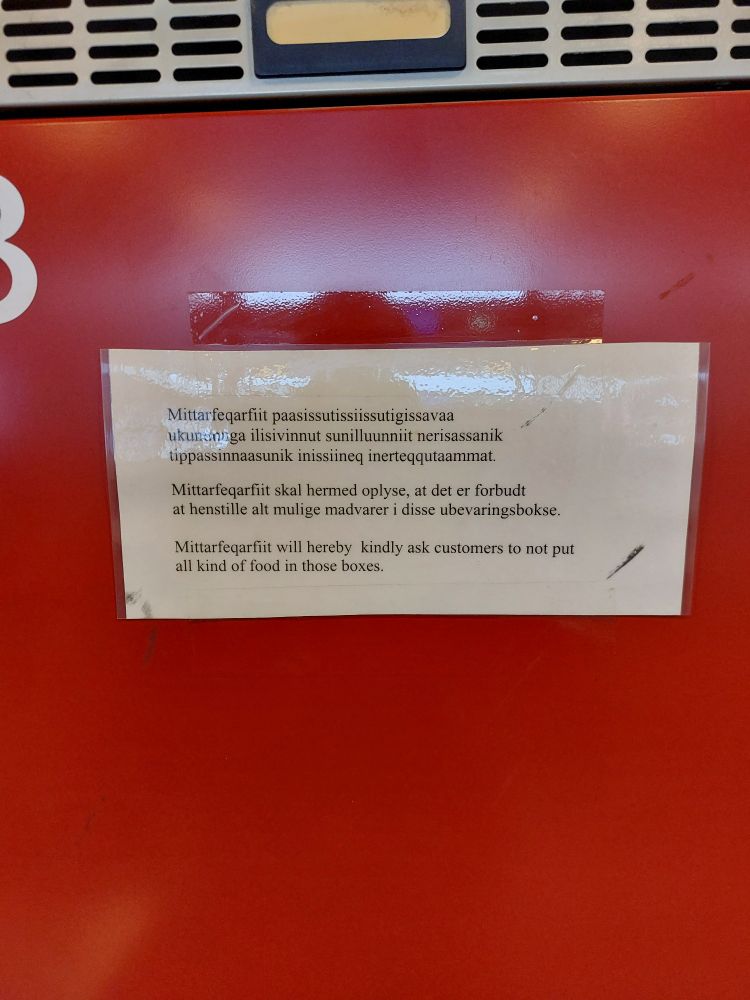 8
Mittarfeqarfiit paasissutissiissutigissavaa
ilisivinnut sunilluunniit nerisassanik
tippassinnaasunik inissiineq inerteqqutaammat.
Mittarfeqarfiit skal hermed oplyse, at det er forbudt
at henstille alt mulige madvarer i disse ubevaringsbokse.
Mittarfeqarfiit will hereby kindly ask customers to not put
all kind of food in those boxes.